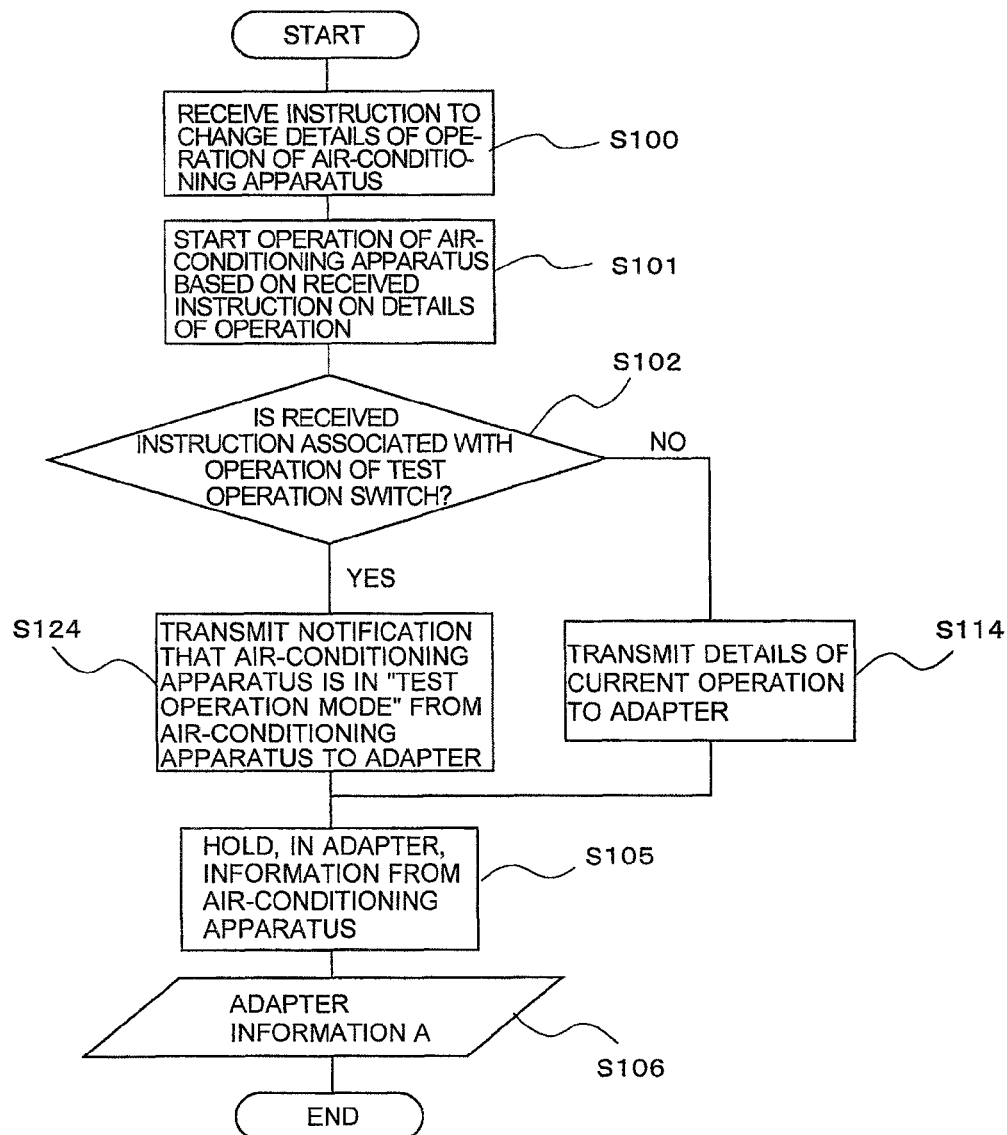 START
RECEIVE INSTRUCTION TO
CHANGE DETAILS OF OPE-
RATION OF AIR-CONDITIO-
NING APPARATUS
S100
START OPERATION OF AIR-
CONDITIONING APPARATUS
BASED ON RECEIVED
INSTRUCTION ON DETAILS
OF OPERATION
S101
S102
IS RECEIVED
INSTRUCTION ASSOCIATED WITH
OPERATION OF TEST
OPERATION SWITCH?
NO
YES
S124
TRANSMIT NOTIFICATION
THAT AIR-CONDITIONING
APPARATUS IS IN "TEST
OPERATION MODE" FROM
AIR-CONDITIONING
APPARATUS TO ADAPTER
S114
TRANSMIT DETAILS OF
CURRENT OPERATION
TO ADAPTER
HOLD, IN ADAPTER,
INFORMATION FROM
AIR-CONDITIONING
APPARATUS
S105
ADAPTER
INFORMATION A
S106
END